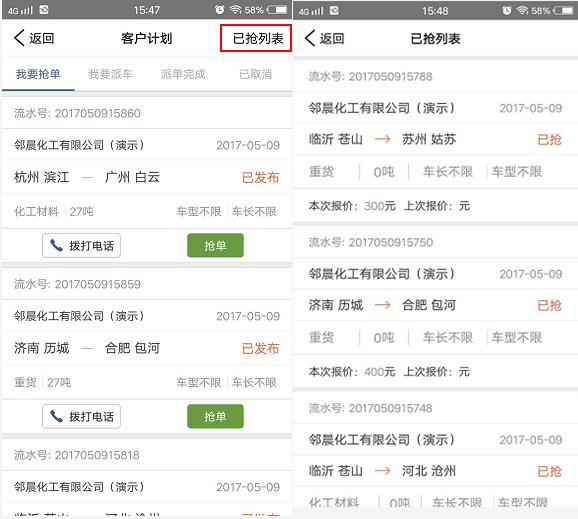 4G 15:47 58%
返回 客户计划 已抢列表
我要抢单 我要派车 派单完成 已取消
流水号: 2017050915860
邻晨化工有限公司（演示） 2017-05-09
杭州 滨江 — 广州 白云 已发布
化工材料 27吨 车型不限 车长不限
拨打电话 抢单
流水号: 2017050915859
邻晨化工有限公司（演示） 2017-05-09
济南 历城 — 合肥 包河 已发布
重货 27吨 车型不限 车长不限
拨打电话 抢单
流水号: 2017050915818
邻晨化工有限公司（演示） 2017-05-09
临沂 苍山 — 河北 沧州 已发布
4G 15:48 58%
返回 已抢列表
流水号: 2017050915788
邻晨化工有限公司（演示） 2017-05-09
临沂 苍山 → 苏州 姑苏 已抢
重货 0吨 车长不限 车型不限
本次报价: 300元 上次报价: 元
流水号: 2017050915750
邻晨化工有限公司（演示） 2017-05-09
济南 历城 → 合肥 包河 已抢
重货 0吨 车长不限 车型不限
本次报价: 400元 上次报价: 元
流水号: 2017050915748
邻晨化工有限公司（演示） 2017-05-09
临沂 苍山 → 河北 沧州 已抢
化工材料 0吨 车长不限 车型不限